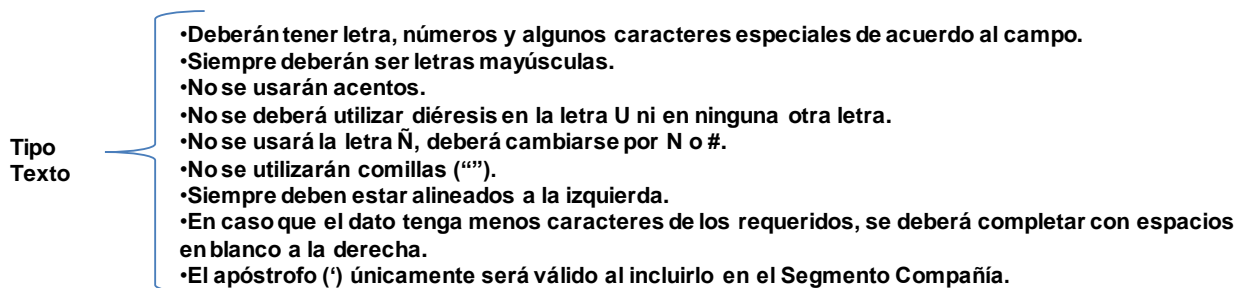 •Deberán tener letra, números y algunos caracteres especiales de acuerdo al campo.
•Siempre deberán ser letras mayúsculas.
•No se usarán acentos.
•No se deberá utilizar diéresis en la letra U ni en ninguna otra letra.
Tipo
Texto
•No se usará la letra Ñ, deberá cambiarse por N o #.
•No se utilizarán comillas (“”).
•Siempre deben estar alineados a la izquierda.
•En caso que el dato tenga menos caracteres de los requeridos, se deberá completar con espacios
en blanco a la derecha.
•El apóstrofo (‘) únicamente será válido al incluirlo en el Segmento Compañía.